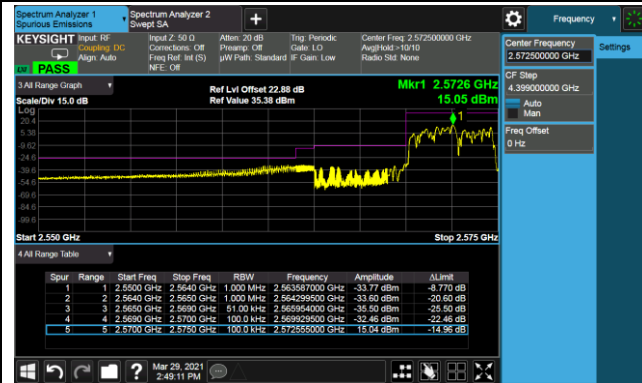 Spectrum Analyzer 1
Spurious Emissions
Spectrum Analyzer 2
Swept SA
Frequency
KEYSIGHT
Input: RF
Coupling: DC
Align: Auto
Input Z: 50 Ω
Corrections: Off
Freq Ref: Int (S)
NFE: Off
Atten: 20 dB
Preamp: Off
µW Path: Standard
Trig: Periodic
Gate: LO
IF Gain: Low
Center Freq: 2.572500000 GHz
Avg|Hold:>10/10
Radio Std: None
PASS
3 All Range Graph
Scale/Div 15.0 dB
Ref Lvl Offset 22.88 dB
Ref Value 35.38 dBm
Mkr1 2.5726 GHz
15.05 dBm
Log
20.4
5.38
-9.62
-24.6
-39.6
-54.6
-69.6
-84.6
-99.6
1
Start 2.550 GHz
Stop 2.575 GHz
4 All Range Table
Spur Range Start Freq Stop Freq RBW Frequency Amplitude ΔLimit
1 1 2.5500 GHz 2.5640 GHz 1.000 MHz 2.563587000 GHz -33.77 dBm -8.770 dB
2 2 2.5640 GHz 2.5650 GHz 1.000 MHz 2.564299500 GHz -33.60 dBm -20.60 dB
3 3 2.5650 GHz 2.5690 GHz 51.00 kHz 2.565954000 GHz -35.50 dBm -25.50 dB
4 4 2.5690 GHz 2.5700 GHz 100.0 kHz 2.569929500 GHz -32.46 dBm -22.46 dB
5 5 2.5700 GHz 2.5750 GHz 100.0 kHz 2.572555000 GHz 15.04 dBm -14.96 dB
Center Frequency
2.572500000 GHz
Settings
CF Step
4.399000000 GHz
Auto
Man
Freq Offset
0 Hz
Mar 29, 2021
2:49:11 PM